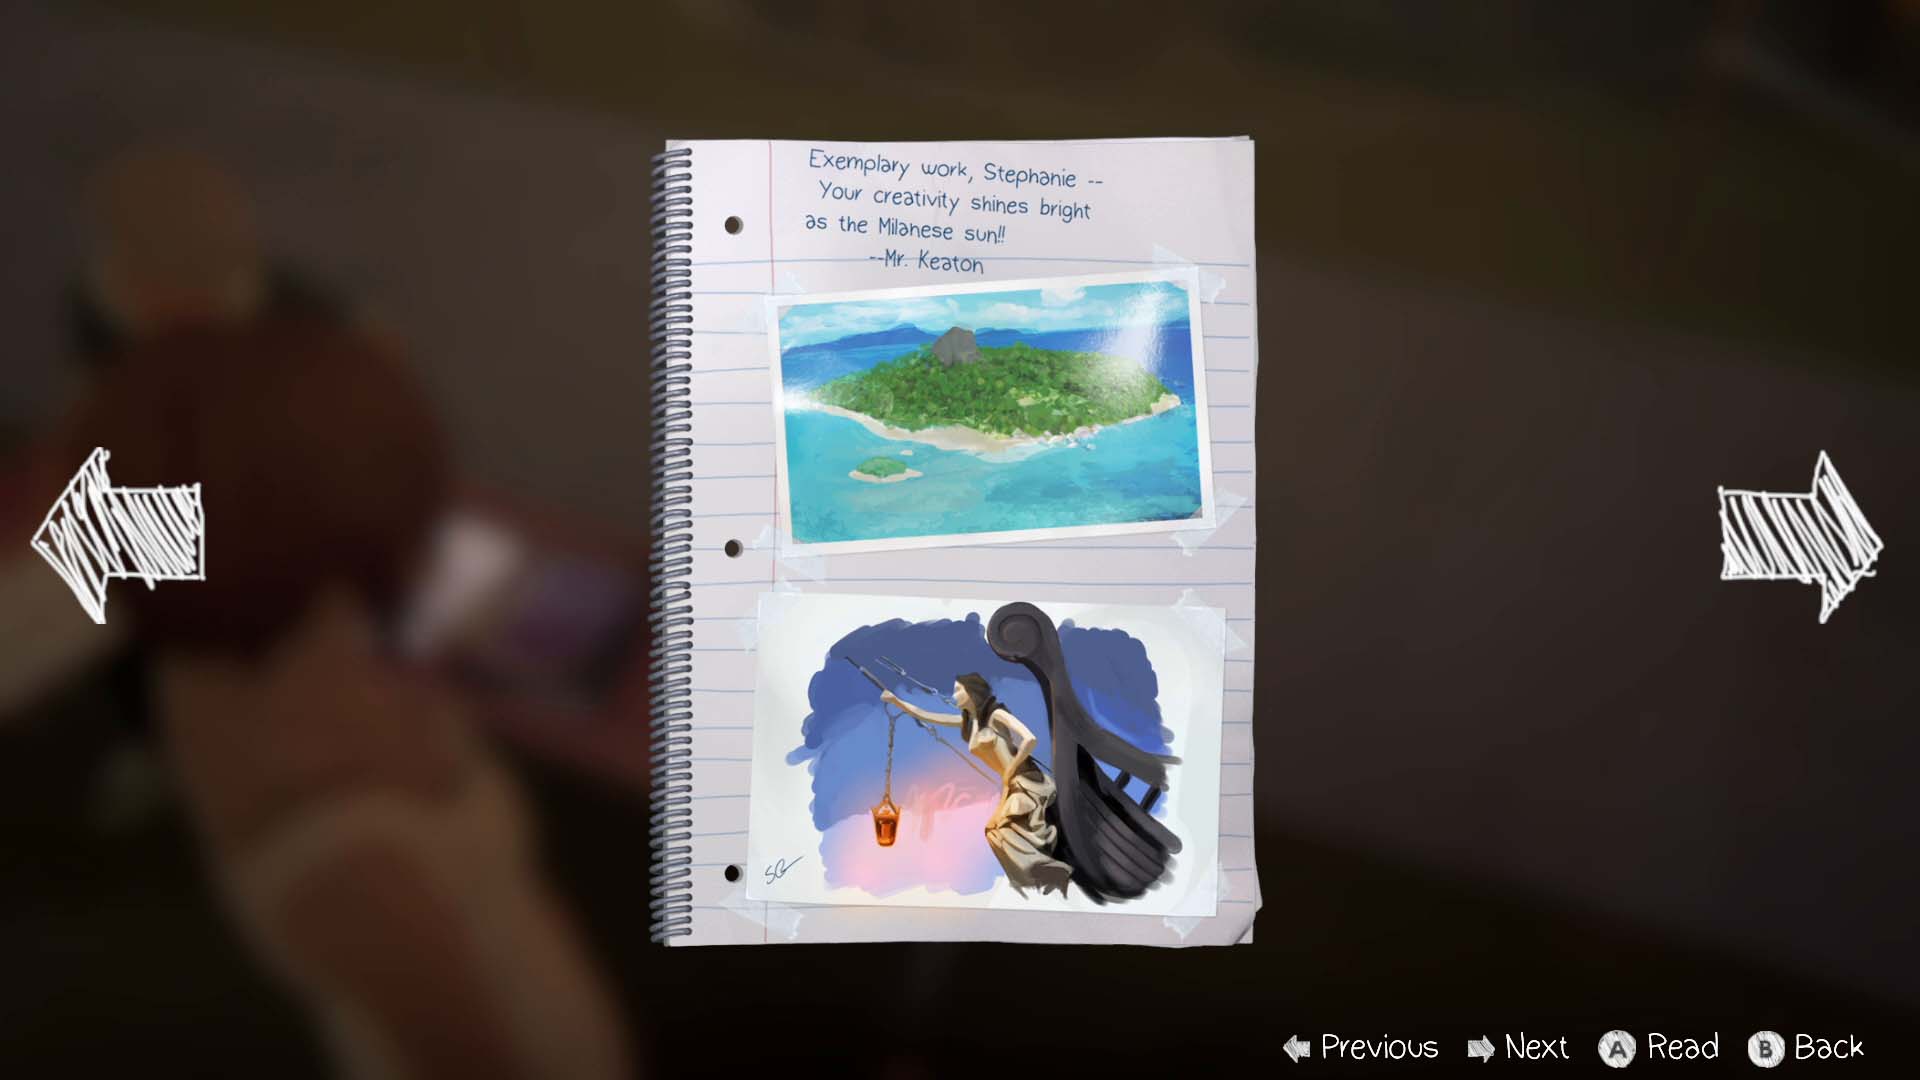 Exemplary work, Stephanie --
Your creativity shines bright
as the Milanese sun!!
--Mr. Keaton
SG
Previous Next A Read B Back